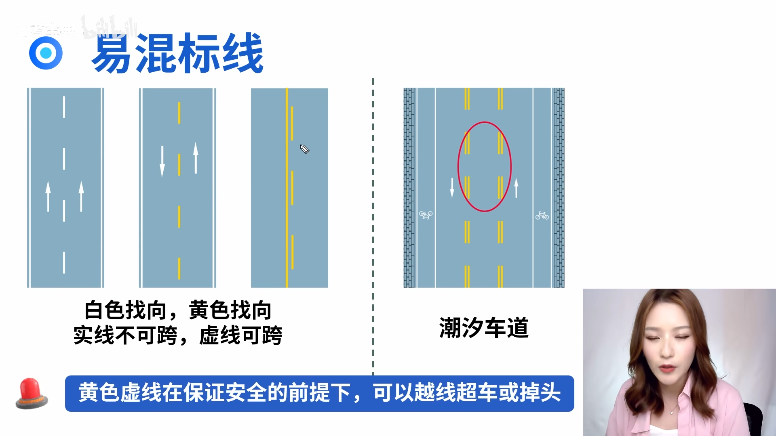 bilibili
易混标线
白色找向，黄色找向
实线不可跨，虚线可跨
潮汐车道
黄色虚线在保证安全的前提下，可以越线超车或掉头